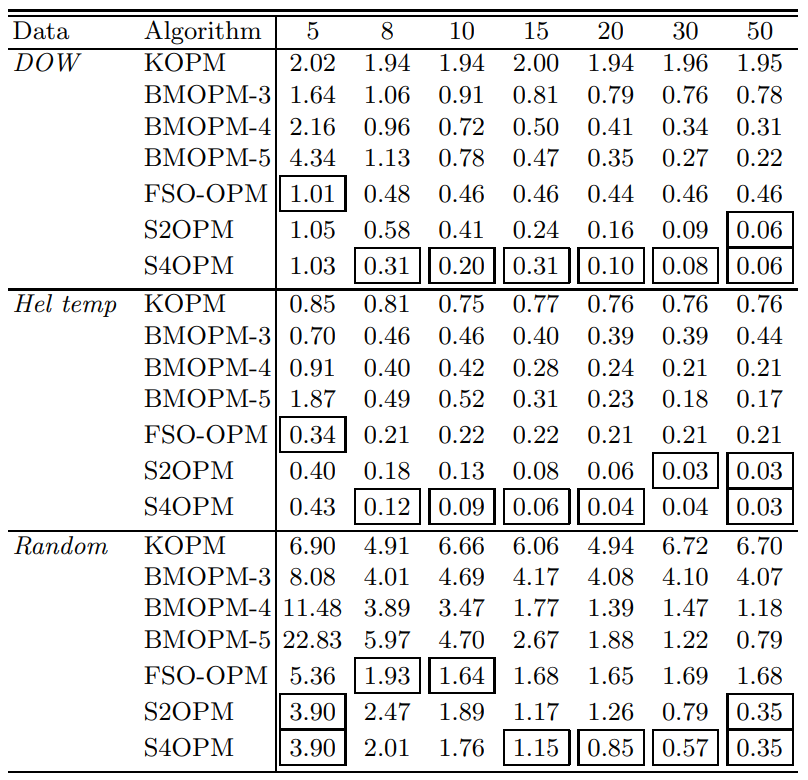 Data Algorithm 5 8 10 15 20 30 50
DOW KOPM 2.02 1.94 1.94 2.00 1.94 1.96 1.95
BMOPM-3 1.64 1.06 0.91 0.81 0.79 0.76 0.78
BMOPM-4 2.16 0.96 0.72 0.50 0.41 0.34 0.31
BMOPM-5 4.34 1.13 0.78 0.47 0.35 0.27 0.22
FSO-OPM 1.01 0.48 0.46 0.46 0.44 0.46 0.46
S2OPM 1.05 0.58 0.41 0.24 0.16 0.09 0.06
S4OPM 1.03 0.31 0.20 0.31 0.10 0.08 0.06
Hel temp KOPM 0.85 0.81 0.75 0.77 0.76 0.76 0.76
BMOPM-3 0.70 0.46 0.46 0.40 0.39 0.39 0.44
BMOPM-4 0.91 0.40 0.42 0.28 0.24 0.21 0.21
BMOPM-5 1.87 0.49 0.52 0.31 0.23 0.18 0.17
FSO-OPM 0.34 0.21 0.22 0.22 0.21 0.21 0.21
S2OPM 0.40 0.18 0.13 0.08 0.06 0.03 0.03
S4OPM 0.43 0.12 0.09 0.06 0.04 0.04 0.03
Random KOPM 6.90 4.91 6.66 6.06 4.94 6.72 6.70
BMOPM-3 8.08 4.01 4.69 4.17 4.08 4.10 4.07
BMOPM-4 11.48 3.89 3.47 1.77 1.39 1.47 1.18
BMOPM-5 22.83 5.97 4.70 2.67 1.88 1.22 0.79
FSO-OPM 5.36 1.93 1.64 1.68 1.65 1.69 1.68
S2OPM 3.90 2.47 1.89 1.17 1.26 0.79 0.35
S4OPM 3.90 2.01 1.76 1.15 0.85 0.57 0.35